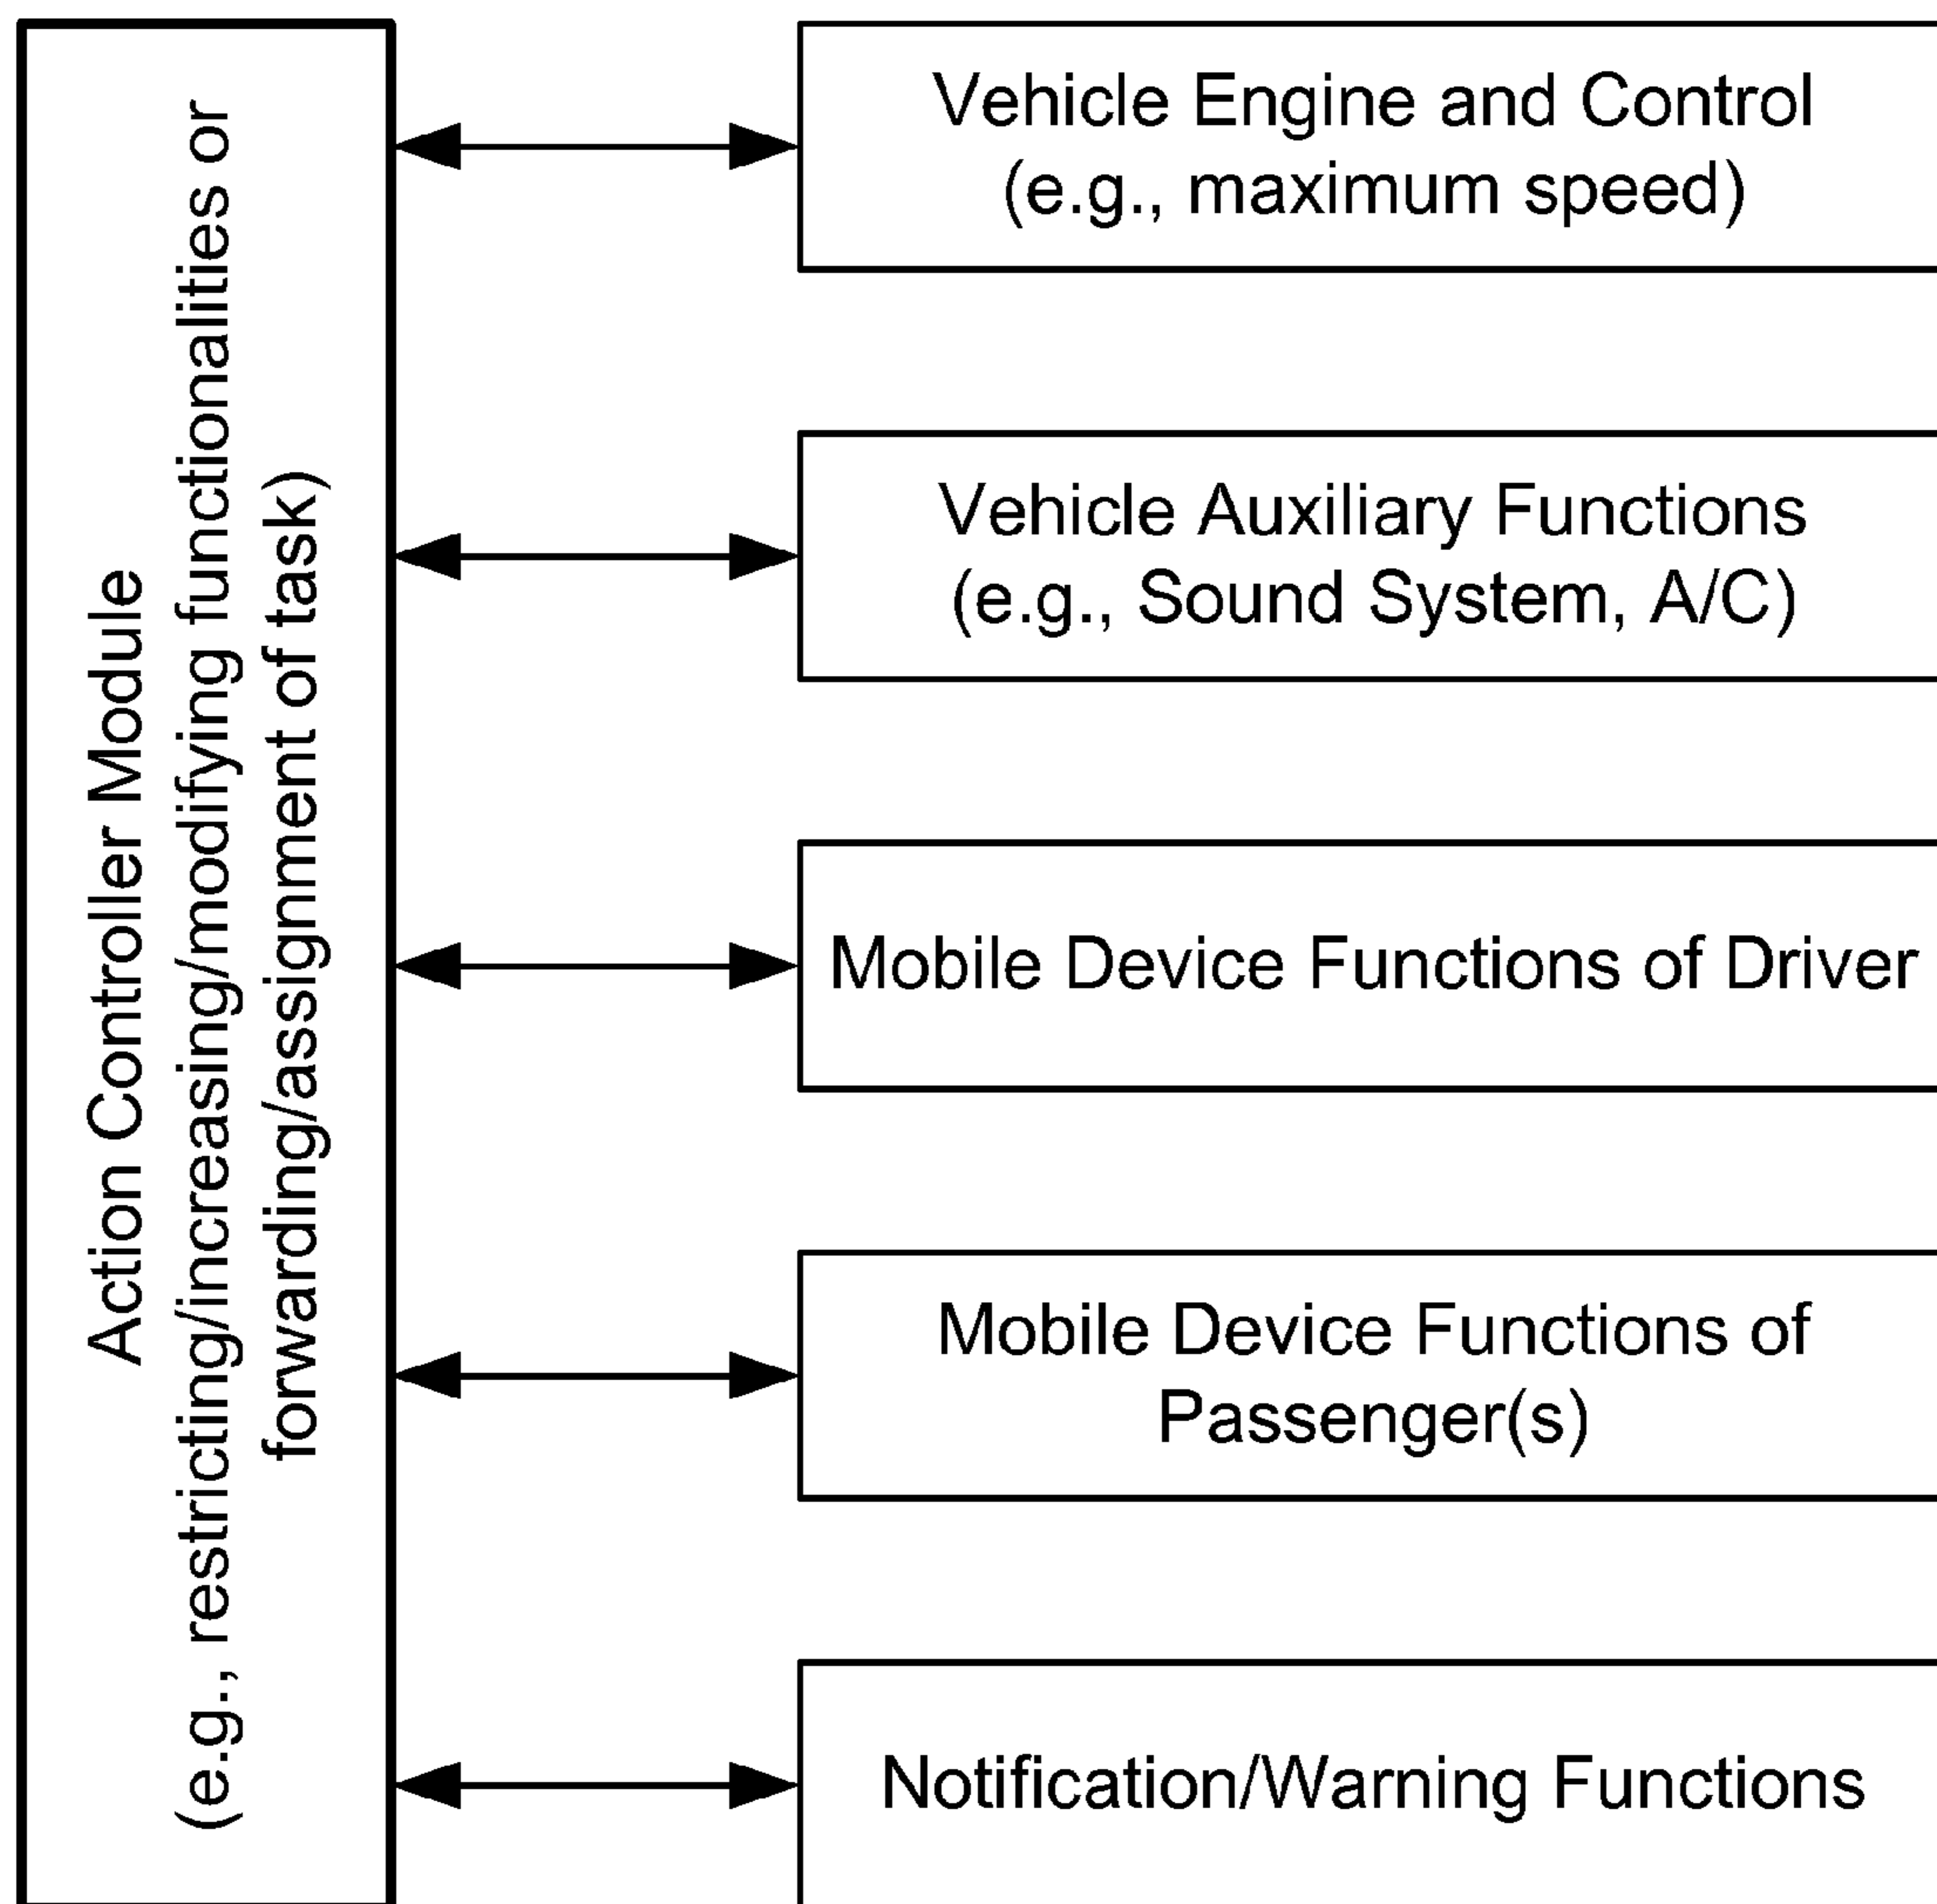 Action Controller Module
(e.g., restricting/increasing/modifying functionalities or
forwarding/assignment of task)
Vehicle Engine and Control
(e.g., maximum speed)
Vehicle Auxiliary Functions
(e.g., Sound System, A/C)
Mobile Device Functions of Driver
Mobile Device Functions of
Passenger(s)
Notification/Warning Functions